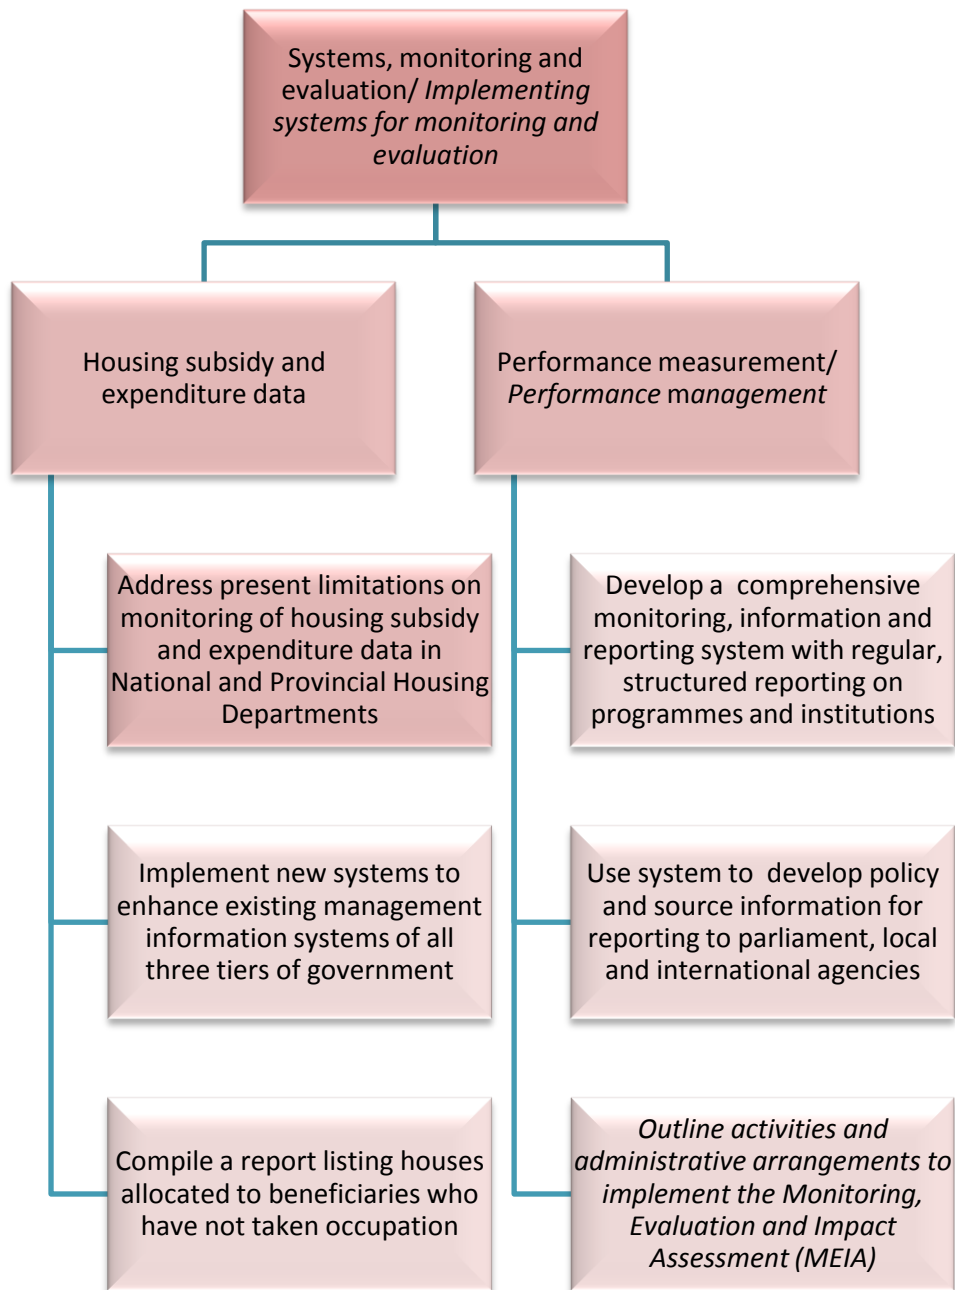 Systems, monitoring and
evaluation/ Implementing
systems for monitoring and
evaluation
Housing subsidy and
expenditure data
Performance measurement/
Performance management
Address present limitations on
monitoring of housing subsidy
and expenditure data in
National and Provincial Housing
Departments
Develop a comprehensive
monitoring, information and
reporting system with regular,
structured reporting on
programmes and institutions
Implement new systems to
enhance existing management
information systems of all
three tiers of government
Use system to develop policy
and source information for
reporting to parliament, local
and international agencies
Compile a report listing houses
allocated to beneficiaries who
have not taken occupation
Outline activities and
administrative arrangements to
implement the Monitoring,
Evaluation and Impact
Assessment (MEIA)